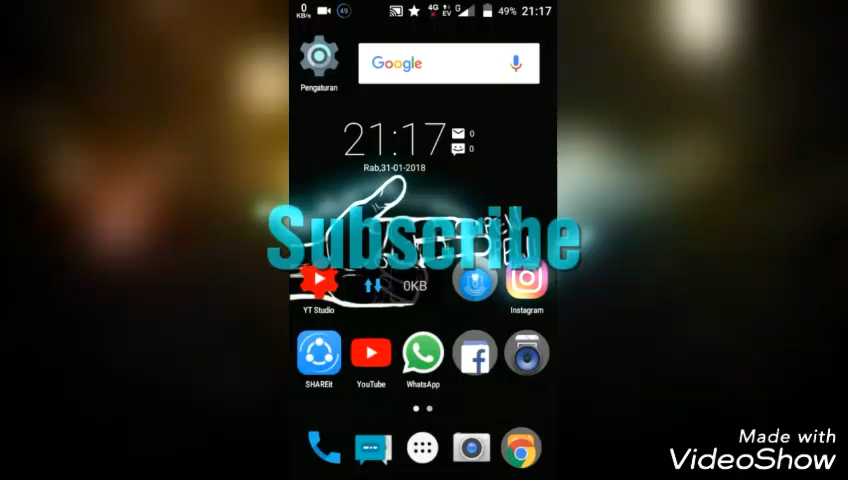 0
KB/s
49
4G
EV
G
49% 21:17
Google
Pengaturan
21:17
0
0
Rab,31-01-2018
Subscribe
0KB
YT Studio
Instagram
SHAREit
YouTube
WhatsApp
Made with
VideoShow